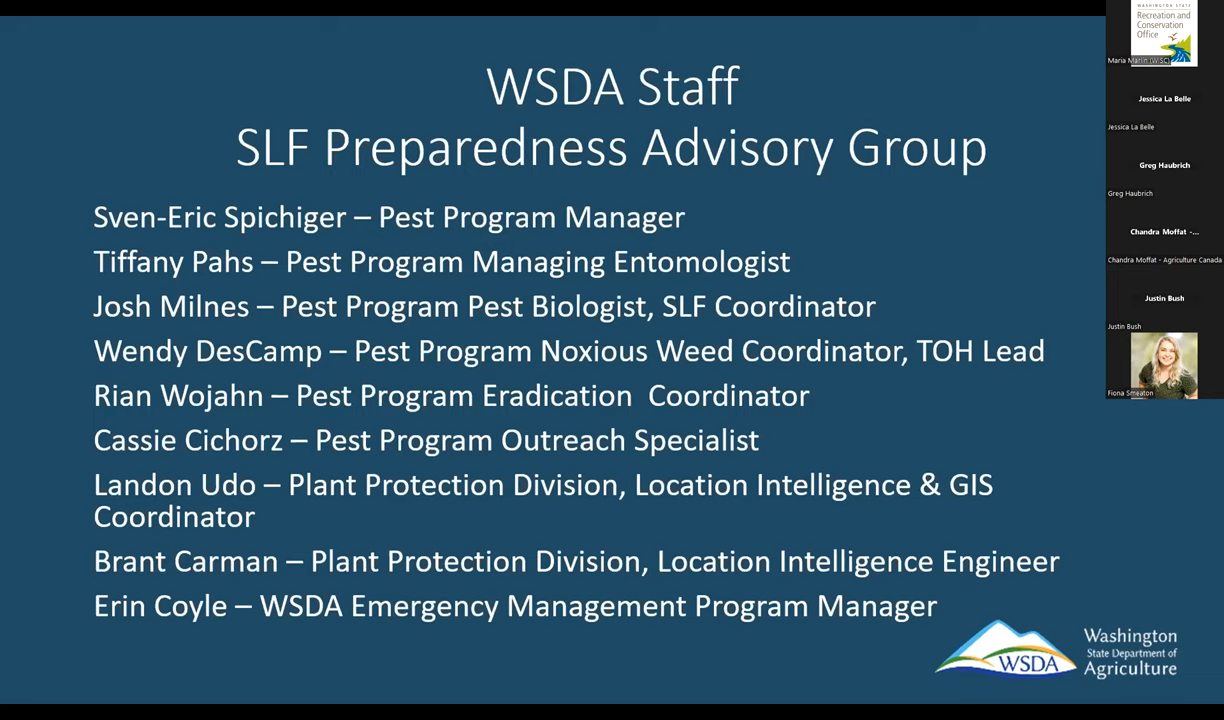 WSDA Staff
SLF Preparedness Advisory Group
Sven-Eric Spichiger – Pest Program Manager
Tiffany Pahs – Pest Program Managing Entomologist
Josh Milnes – Pest Program Pest Biologist, SLF Coordinator
Wendy DesCamp – Pest Program Noxious Weed Coordinator, TOH Lead
Rian Wojahn – Pest Program Eradication  Coordinator
Cassie Cichorz – Pest Program Outreach Specialist
Landon Udo – Plant Protection Division, Location Intelligence & GIS
Coordinator
Brant Carman – Plant Protection Division, Location Intelligence Engineer
Erin Coyle – WSDA Emergency Management Program Manager
WSDA
Washington
State Department of
Agriculture
WASHINGTON STATE
Recreation and
Conservation
Office
Maria Marlin (WISC)
Jessica La Belle
Jessica La Belle
Greg Haubrich
Greg Haubrich
Chandra Moffat -...
Chandra Moffat - Agriculture Canada
Justin Bush
Justin Bush
Fiona Smeaton